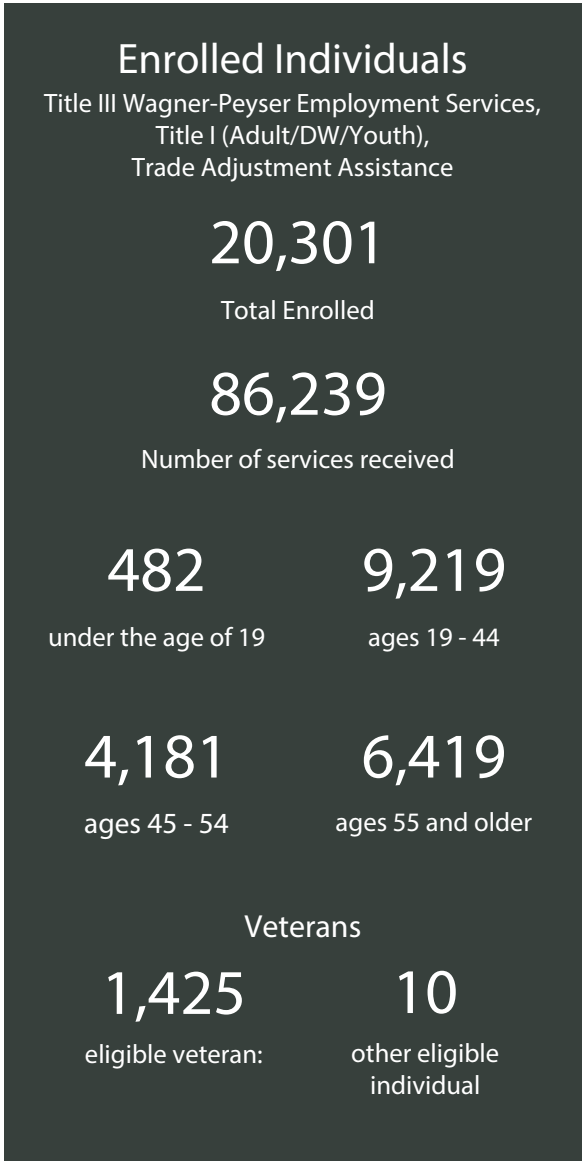 Enrolled Individuals
Title III Wagner-Peyser Employment Services,
Title I (Adult/DW/Youth),
Trade Adjustment Assistance
20,301
Total Enrolled
86,239
Number of services received
482
under the age of 19
9,219
ages 19 - 44
4,181
ages 45 - 54
6,419
ages 55 and older
Veterans
1,425
eligible veteran:
10
other eligible
individual